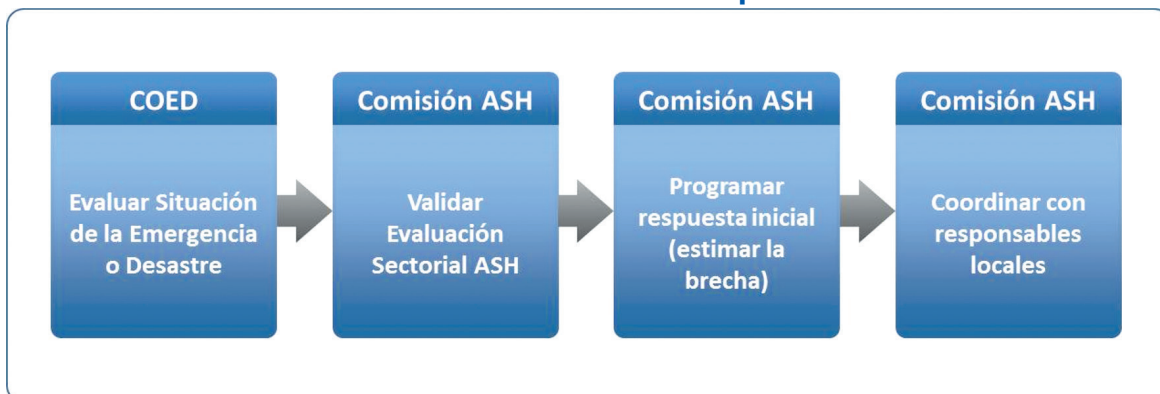 COED
Evaluar Situación
de la Emergencia
o Desastre
Comisión ASH
Validar
Evaluación
Sectorial ASH
Comisión ASH
Programar
respuesta inicial
(estimar la
brecha)
Comisión ASH
Coordinar con
responsables
locales